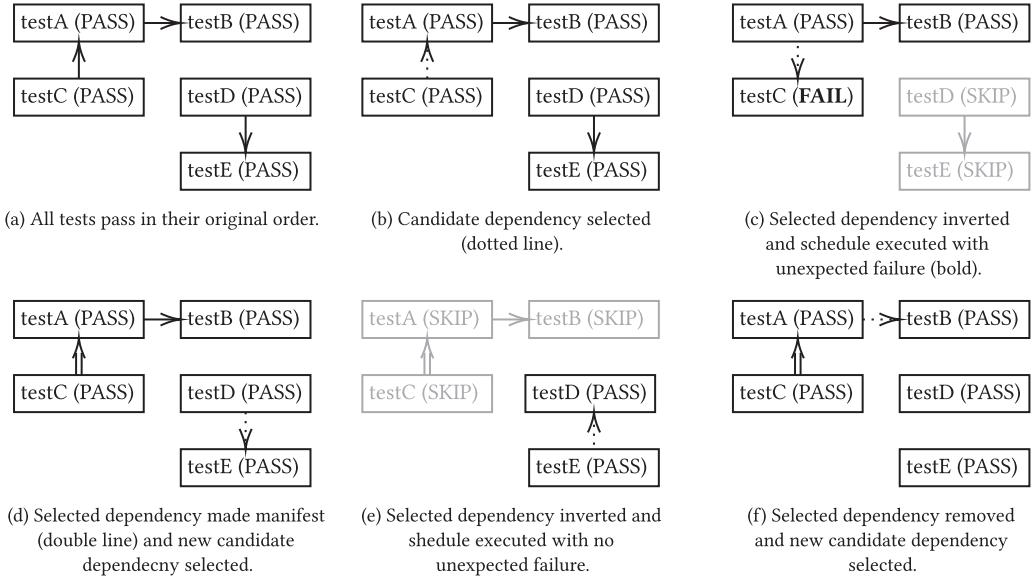 testA (PASS)
testB (PASS)
testC (PASS)
testD (PASS)
testE (PASS)
(a) All tests pass in their original order.
testA (PASS)
testB (PASS)
testC (PASS)
testD (PASS)
testE (PASS)
(b) Candidate dependency selected
(dotted line).
testA (PASS)
testB (PASS)
testC (FAIL)
testD (SKIP)
testE (SKIP)
(c) Selected dependency inverted
and schedule executed with
unexpected failure (bold).
testA (PASS)
testB (PASS)
testC (PASS)
testD (PASS)
testE (PASS)
(d) Selected dependency made manifest
(double line) and new candidate
dependecny selected.
testA (SKIP)
testB (SKIP)
testC (SKIP)
testD (PASS)
testE (PASS)
(e) Selected dependency inverted and
shedule executed with no
unexpected failure.
testA (PASS)
testB (PASS)
testC (PASS)
testD (PASS)
testE (PASS)
(f) Selected dependency removed
and new candidate dependency
selected.